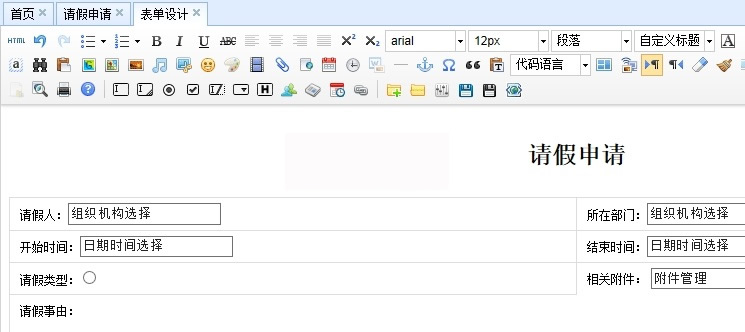 首页 请假申请 表单设计
HTML B I U ABC X² X₂ arial 12px 段落 自定义标题 A
a Ω 代码语言
I H
请假申请
请假人: 组织机构选择 所在部门: 组织机构选择
开始时间: 日期时间选择 结束时间: 日期时间选择
请假类型: 相关附件: 附件管理
请假事由: